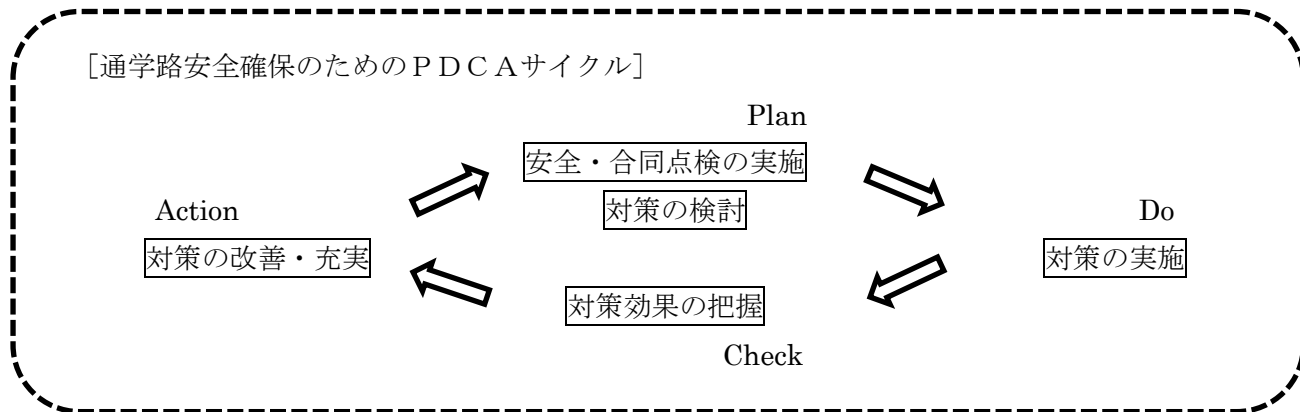 ［通学路安全確保のためのＰＤＣＡサイクル］
Plan
安全・合同点検の実施
対策の検討
Do
対策の実施
対策効果の把握
Check
Action
対策の改善・充実